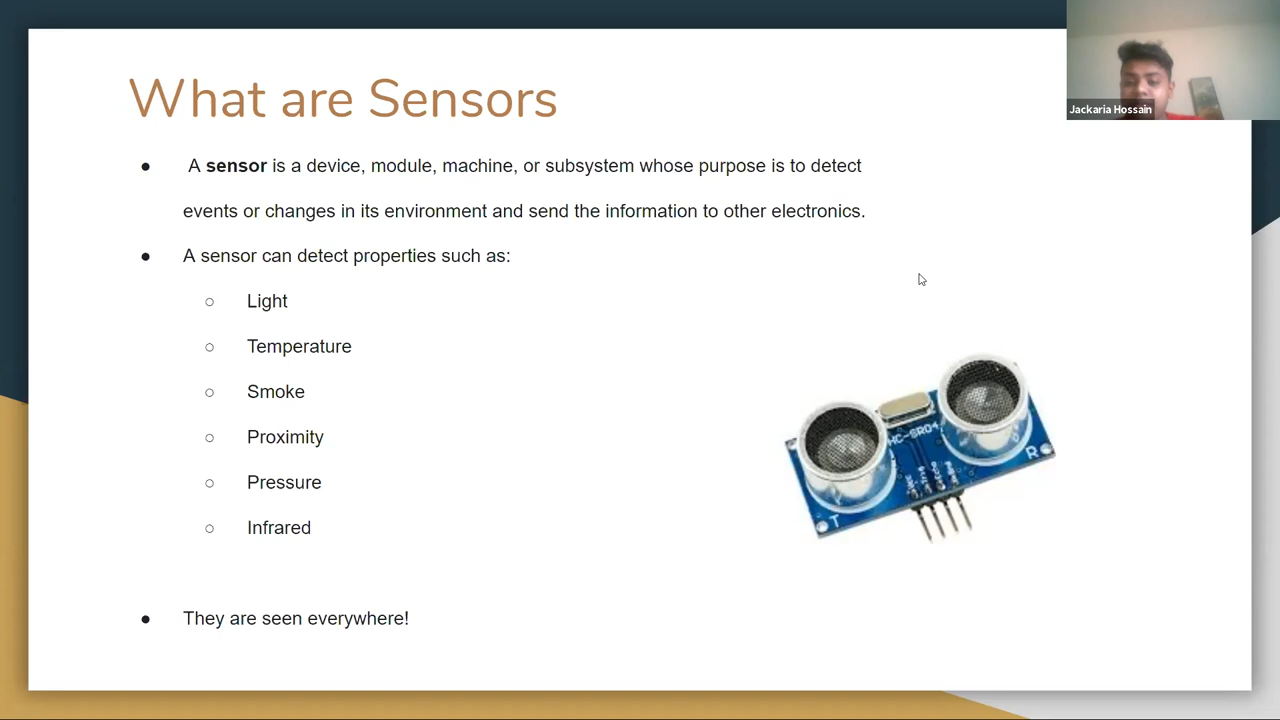 What are Sensors
Jackaria Hossain
● A sensor is a device, module, machine, or subsystem whose purpose is to detect
events or changes in its environment and send the information to other electronics.
● A sensor can detect properties such as:
○ Light
○ Temperature
○ Smoke
○ Proximity
○ Pressure
○ Infrared
HC-SR04
T
R
● They are seen everywhere!